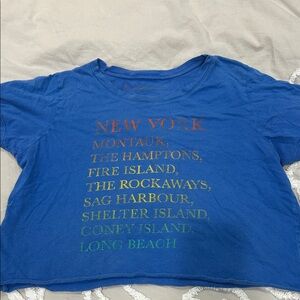 NEW YORK
MONTAUK,
THE HAMPTONS,
FIRE ISLAND,
THE ROCKAWAYS,
SAG HARBOUR,
SHELTER ISLAND,
CONEY ISLAND,
LONG BEACH